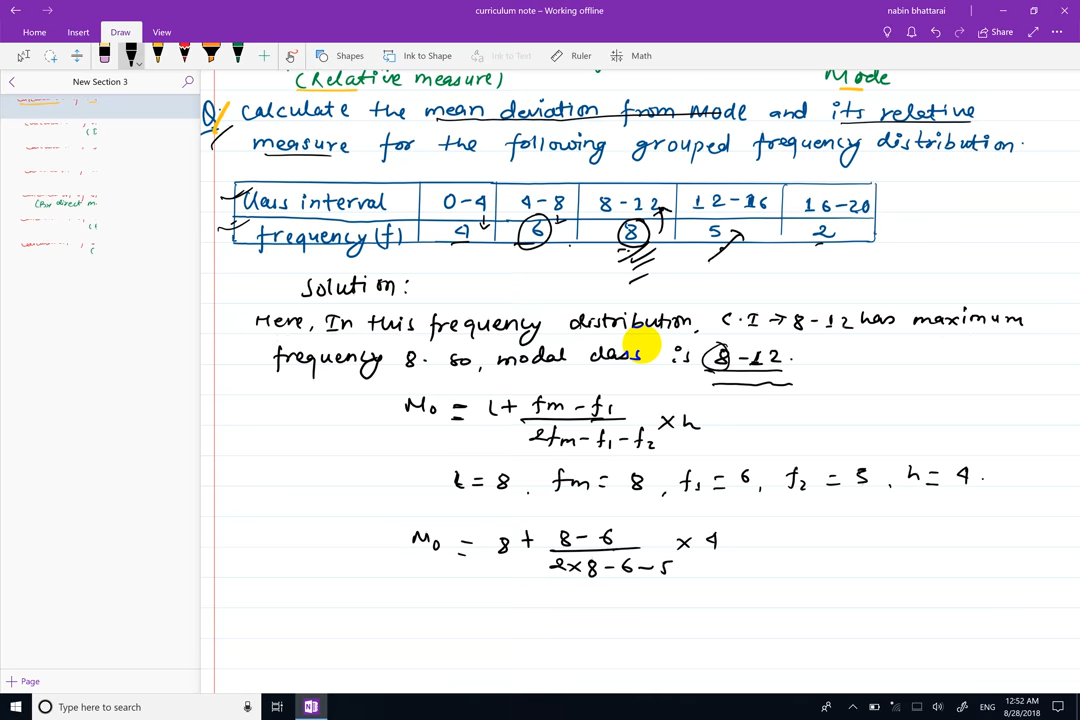 curriculum note – Working offline
nabin bhattarai
Home Insert Draw View
Share
Shapes Ink to Shape Ink to Text Ruler Math
New Section 3
(Relative measure) Mode
Q. Calculate the mean deviation from Mode and its relative
measure for the following grouped frequency distribution.
Class interval 0-4 4-8 8-12 12-16 16-20
frequency (f) 4 6 8 5 2
Solution:
Here, In this frequency distribution, C.I → 8-12 has maximum
frequency 8. so, modal class is 8-12.
Mo = l + fm - f1 / 2fm - f1 - f2 × h
l = 8, fm = 8, f1 = 6, f2 = 5, h = 4.
Mo = 8 + 8 - 6 / 2×8 - 6 - 5 × 4
+ Page
Type here to search
ENG
12:52 AM
8/28/2018